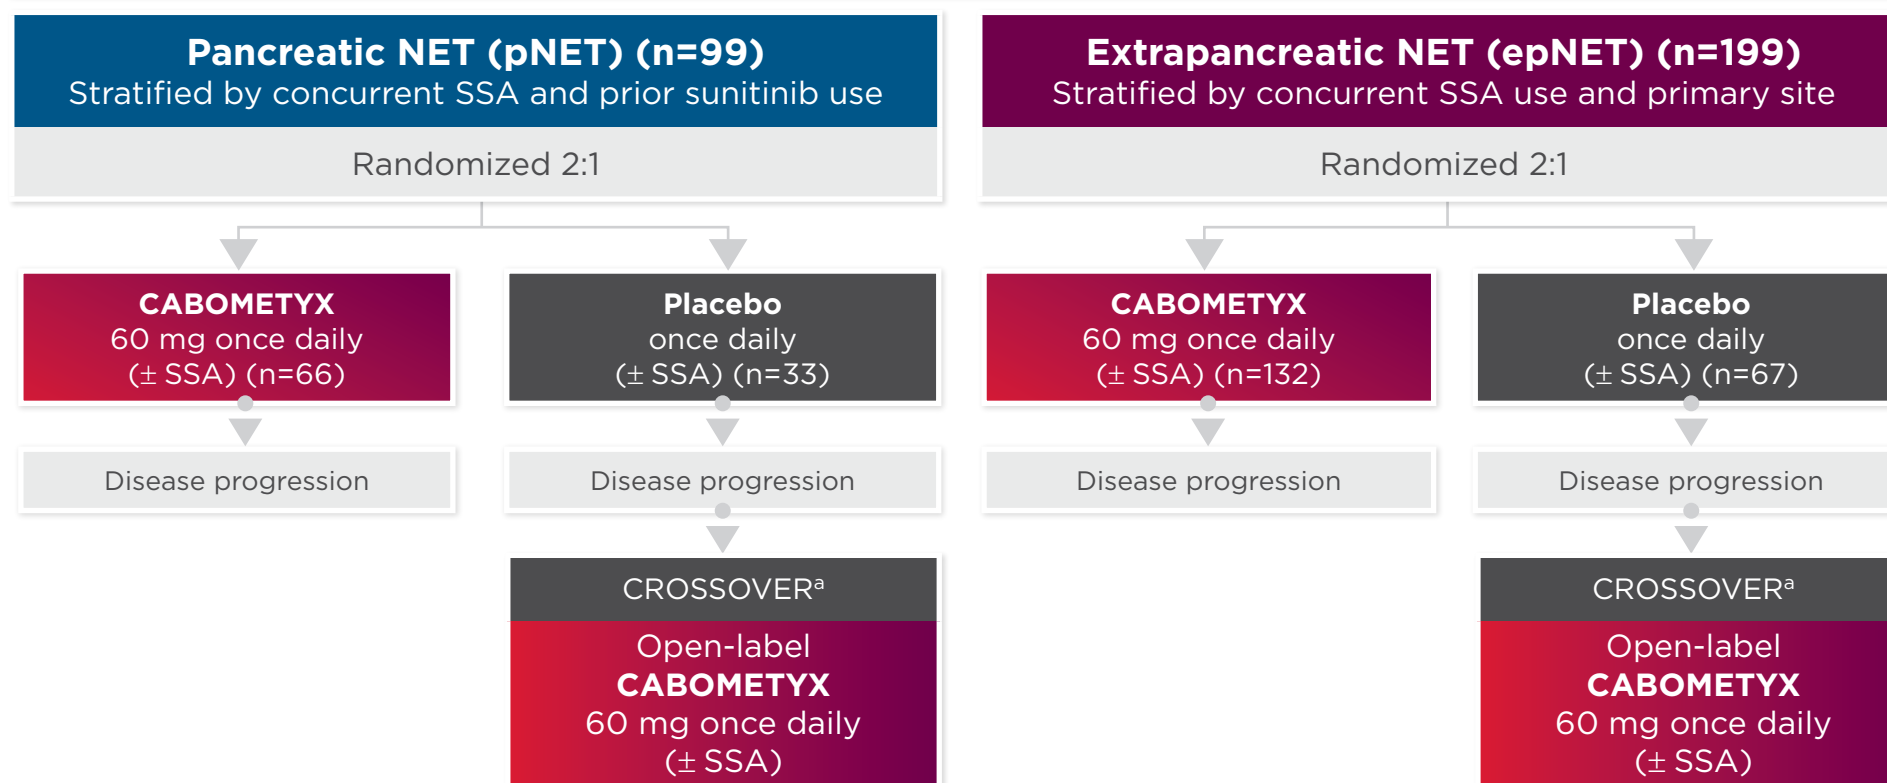 Pancreatic NET (pNET) (n=99)
Stratified by concurrent SSA and prior sunitinib use
Randomized 2:1
CABOMETYX
60 mg once daily
(± SSA) (n=66)
Disease progression
Placebo
once daily
(± SSA) (n=33)
Disease progression
CROSSOVERᵃ
Open-label
CABOMETYX
60 mg once daily
(± SSA)
Extrapancreatic NET (epNET) (n=199)
Stratified by concurrent SSA use and primary site
Randomized 2:1
CABOMETYX
60 mg once daily
(± SSA) (n=132)
Disease progression
Placebo
once daily
(± SSA) (n=67)
Disease progression
CROSSOVERᵃ
Open-label
CABOMETYX
60 mg once daily
(± SSA)